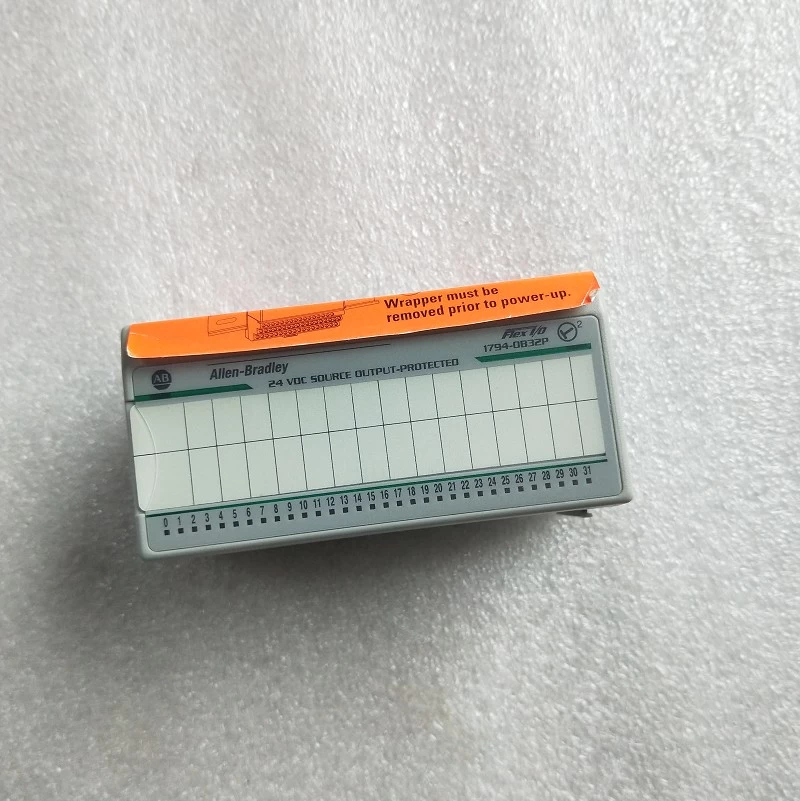 Wrapper must be
removed prior to power-up.
Flex I/O
2
1794-OB32P
AB
Allen-Bradley
24 VDC SOURCE OUTPUT-PROTECTED
0 1 2 3 4 5 6 7 8 9 10 11 12 13 14 15 16 17 18 19 20 21 22 23 24 25 26 27 28 29 30 31